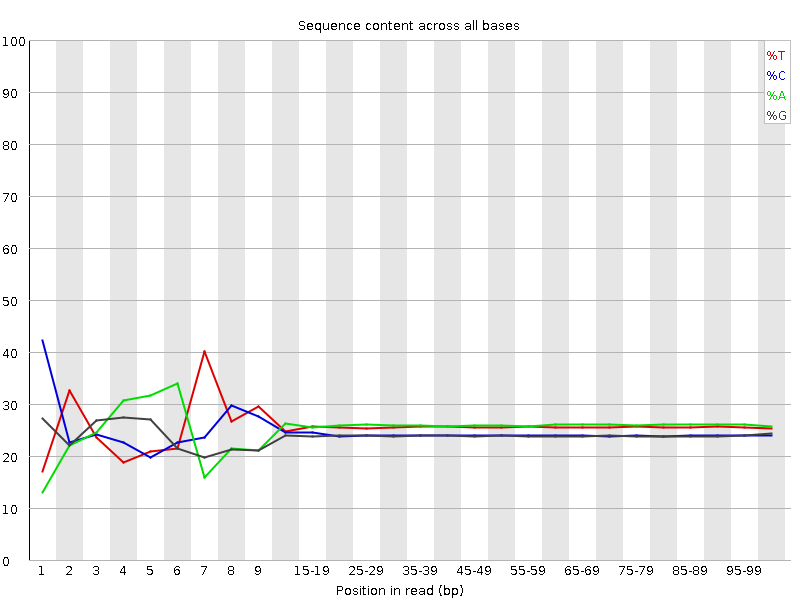 Sequence content across all bases
100
90
80
70
60
50
40
30
20
10
0
%T
%C
%A
%G
1 2 3 4 5 6 7 8 9 15-19 25-29 35-39 45-49 55-59 65-69 75-79 85-89 95-99
Position in read (bp)